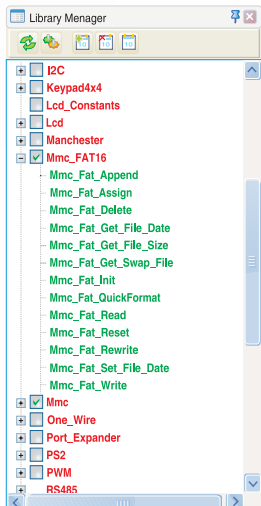 Library Menager
I2C
Keypad4x4
Lcd_Constants
Lcd
Manchester
Mmc_FAT16
Mmc_Fat_Append
Mmc_Fat_Assign
Mmc_Fat_Delete
Mmc_Fat_Get_File_Date
Mmc_Fat_Get_File_Size
Mmc_Fat_Get_Swap_File
Mmc_Fat_Init
Mmc_Fat_QuickFormat
Mmc_Fat_Read
Mmc_Fat_Reset
Mmc_Fat_Rewrite
Mmc_Fat_Set_File_Date
Mmc_Fat_Write
Mmc
One_Wire
Port_Expander
PS2
PWM
RS485